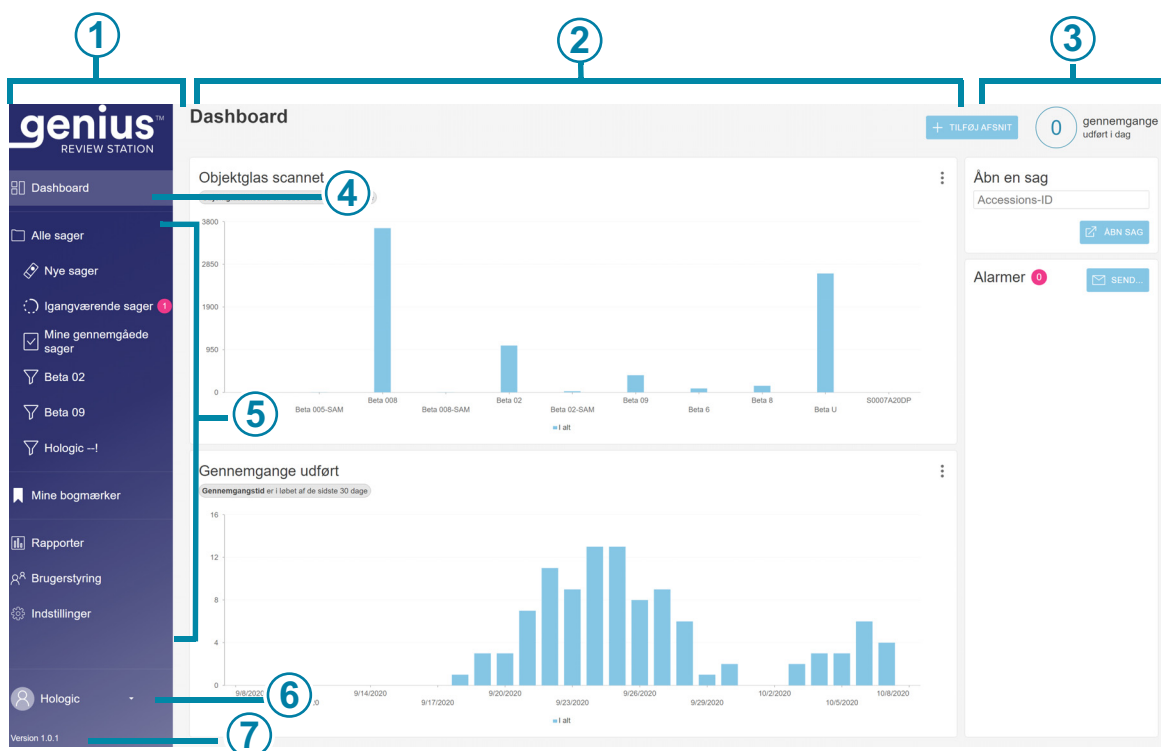 1
2
3
genius™
REVIEW STATION
Dashboard
Alle sager
Nye sager
Igangværende sager 1
Mine gennemgåede
sager
Beta 02
Beta 09
Hologic --!
Mine bogmærker
Rapporter
Brugerstyring
Indstillinger
Hologic
Version 1.0.1
4
5
6
7
Dashboard
+ TILFØJ AFSNIT
0 gennemgange
udført i dag
Objektglas scannet
3800
2850
1900
950
0
Beta 005-SAM
Beta 008
Beta 008-SAM
Beta 02
Beta 02-SAM
Beta 09
Beta 6
Beta 8
Beta U
S0007A20DP
I alt
Gennemgange udført
Gennemgangstid er i løbet af de sidste 30 dage
16
12
8
4
0
9/8/2020
9/14/2020
9/17/2020
9/20/2020
9/23/2020
9/26/2020
9/29/2020
10/2/2020
10/5/2020
10/8/2020
I alt
Åbn en sag
Accessions-ID
ÅBN SAG
Alarmer 0
SEND...